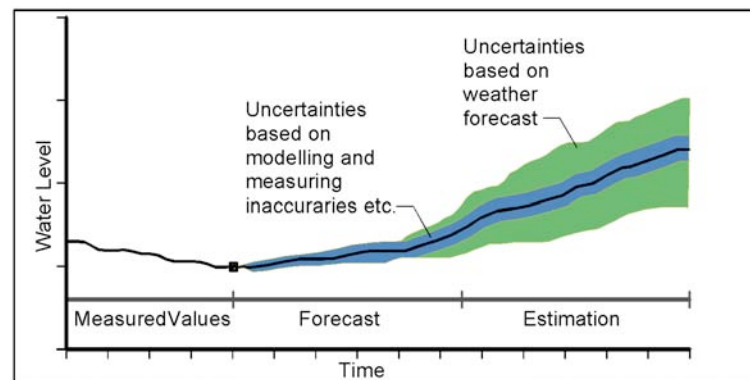 Uncertainties
based on
weather
forecast
Uncertainties
based on
modelling and
measuring
inaccuraries etc.
Water Level
MeasuredValues
Forecast
Estimation
Time